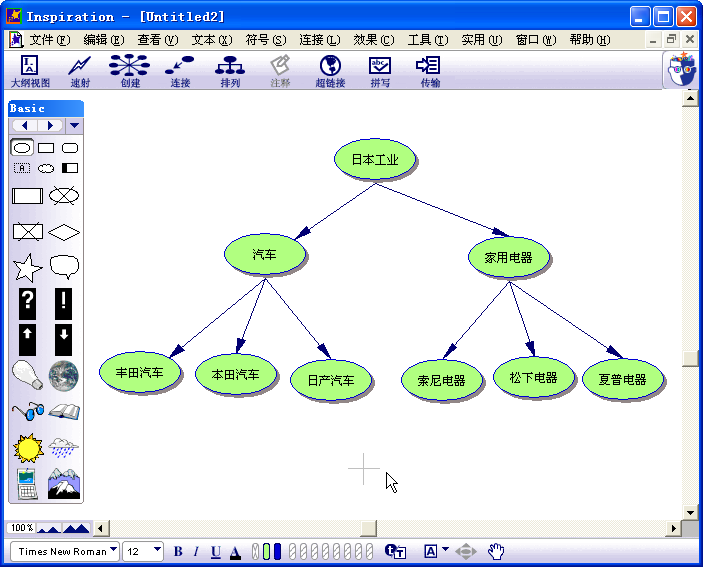 Inspiration - [Untitled2]
文件(F) 编辑(E) 查看(V) 文本(X) 符号(S) 连接(L) 效果(C) 工具(T) 实用(U) 窗口(W) 帮助(H)
大纲视图 速射 创建 连接 排列 注释 超链接 拼写 传输
Basic
日本工业
汽车 家用电器
丰田汽车 本田汽车 日产汽车 索尼电器 松下电器 夏普电器
100%
Times New Roman 12 B I U A